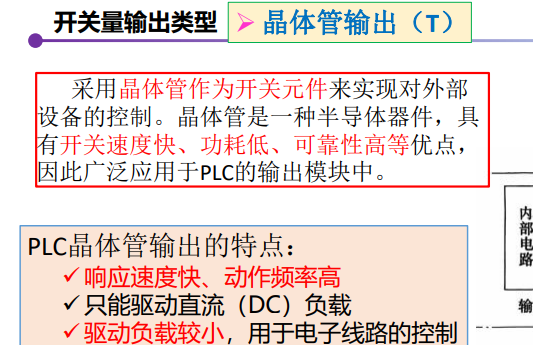 开关量输出类型
➢ 晶体管输出（T）
采用晶体管作为开关元件来实现对外部
设备的控制。晶体管是一种半导体器件，具
有开关速度快、功耗低、可靠性高等优点，
因此广泛应用于PLC的输出模块中。
PLC晶体管输出的特点：
✓响应速度快、动作频率高
✓只能驱动直流（DC）负载
✓驱动负载较小，用于电子线路的控制
内
部
电
路
输